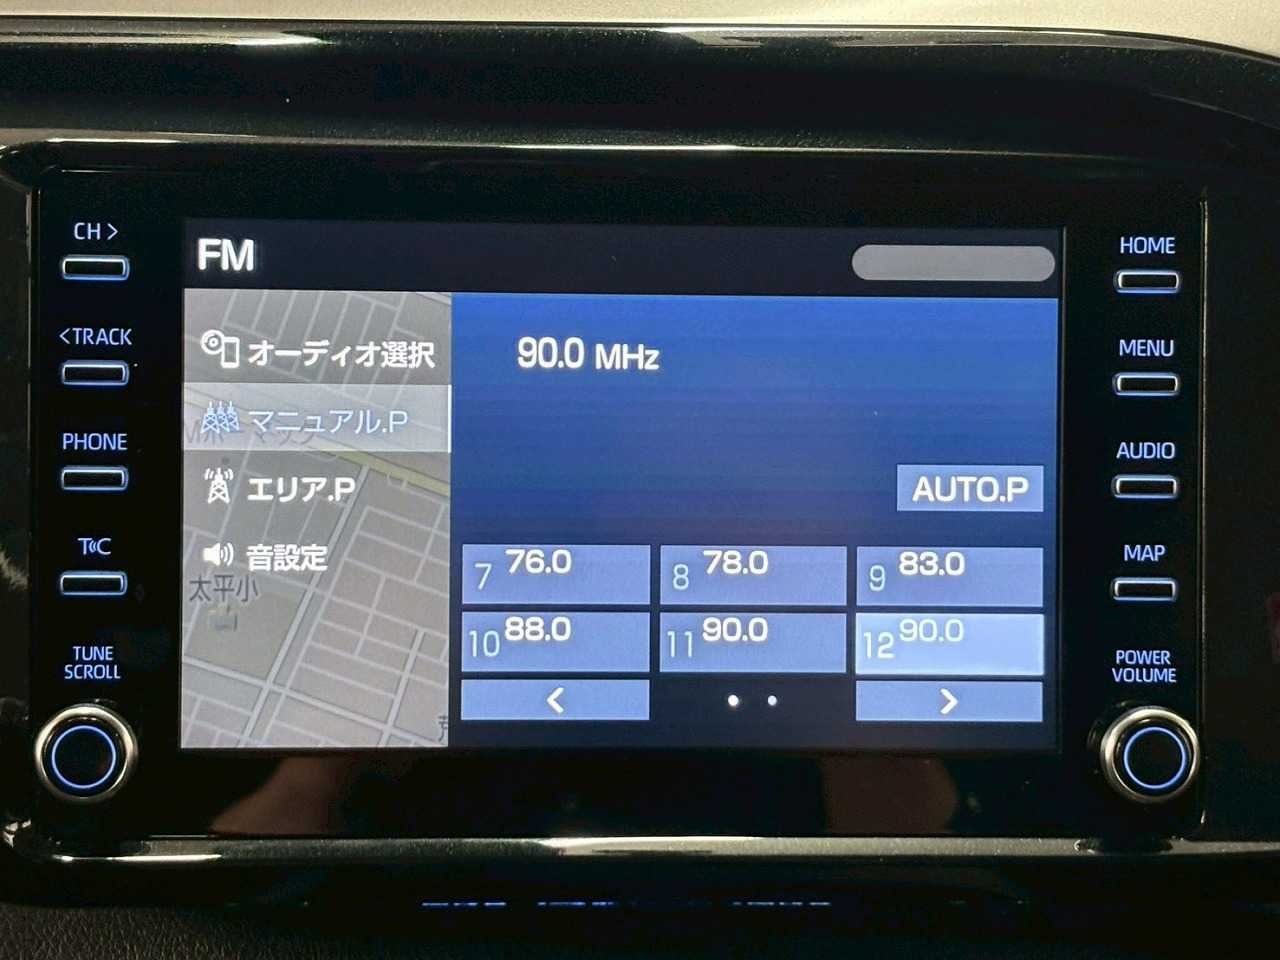 CH >
<TRACK
PHONE
TC
TUNE
SCROLL
FM
オーディオ選択
マニュアル.P
エリア.P
音設定
太平小
90.0 MHz
AUTO.P
7 76.0
8 78.0
9 83.0
10 88.0
11 90.0
12 90.0
<
>
HOME
MENU
AUDIO
MAP
POWER
VOLUME